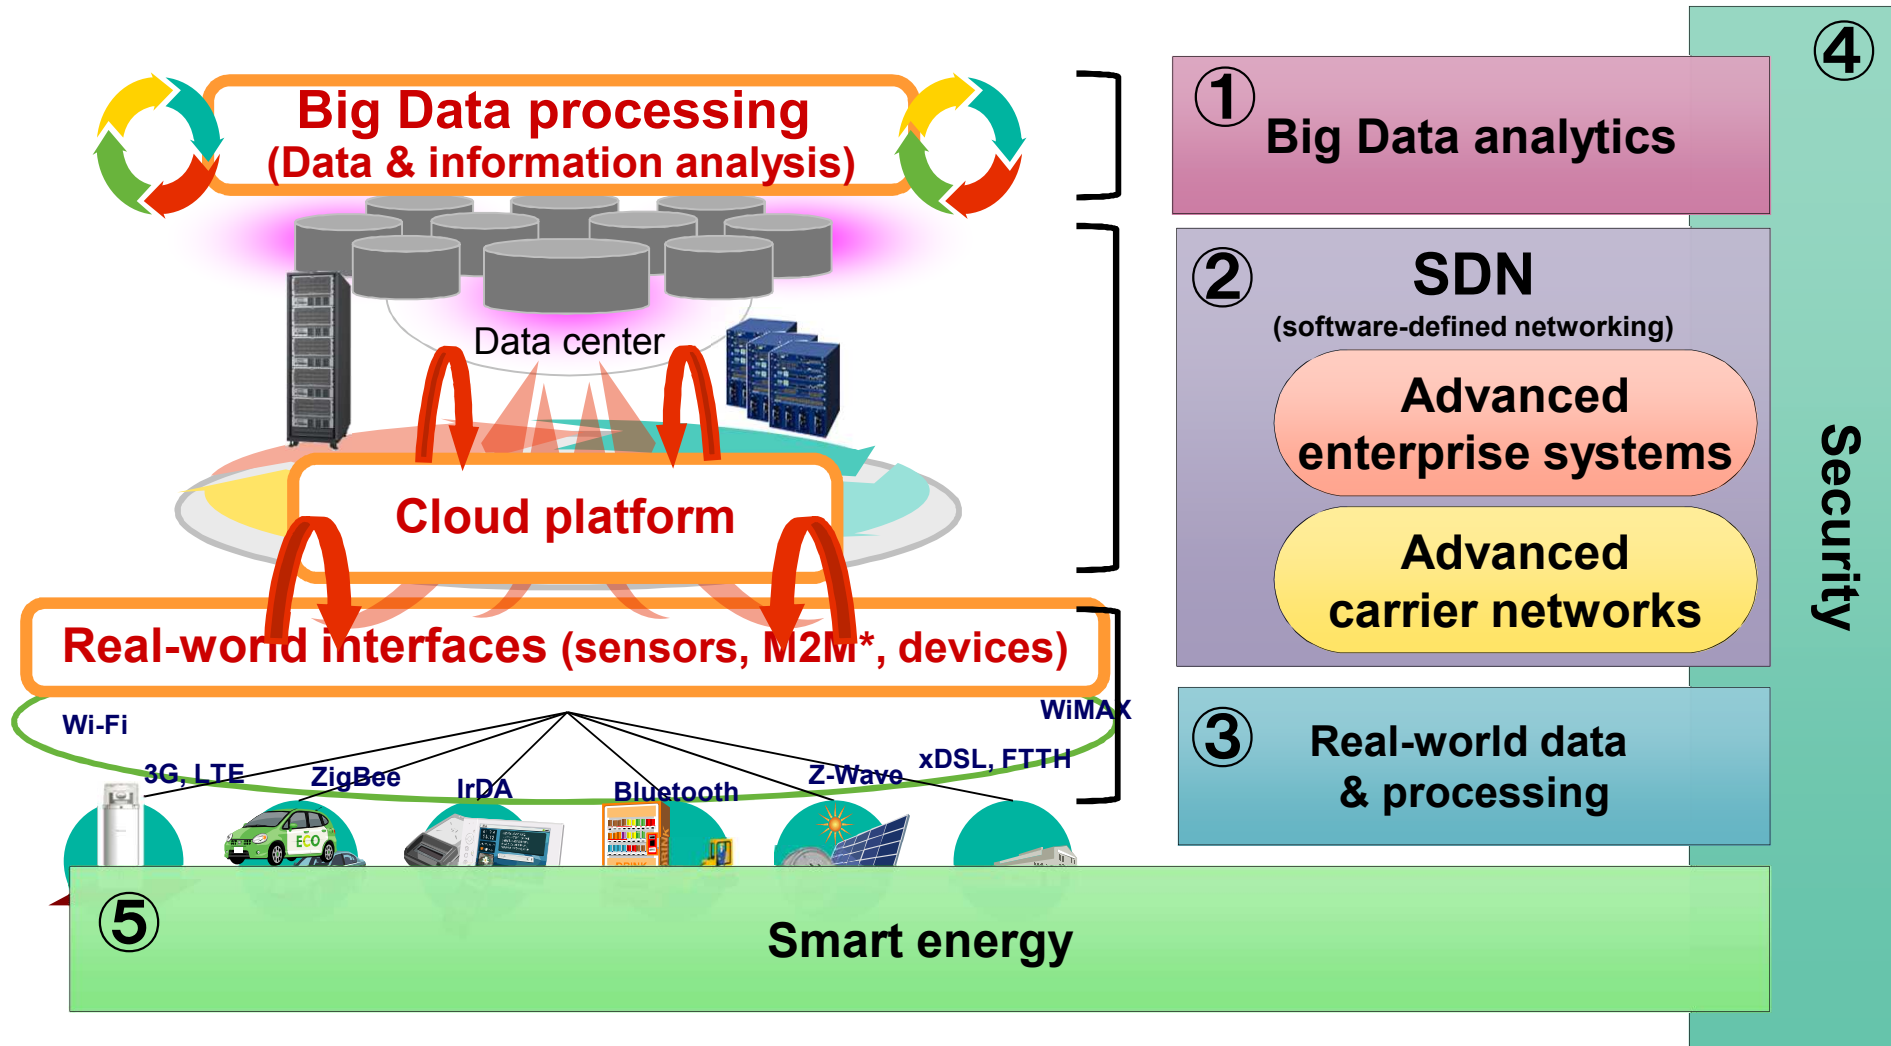 Big Data processing
(Data & information analysis)
Data center
Cloud platform
Real-world interfaces (sensors, M2M*, devices)
Wi-Fi
WiMAX
3G, LTE
ZigBee
IrDA
Bluetooth
Z-Wave
xDSL, FTTH
ECO
DRINK
DRINK
①
Big Data analytics
②
SDN
(software-defined networking)
Advanced
enterprise systems
Advanced
carrier networks
③
Real-world data
& processing
④
Security
⑤
Smart energy